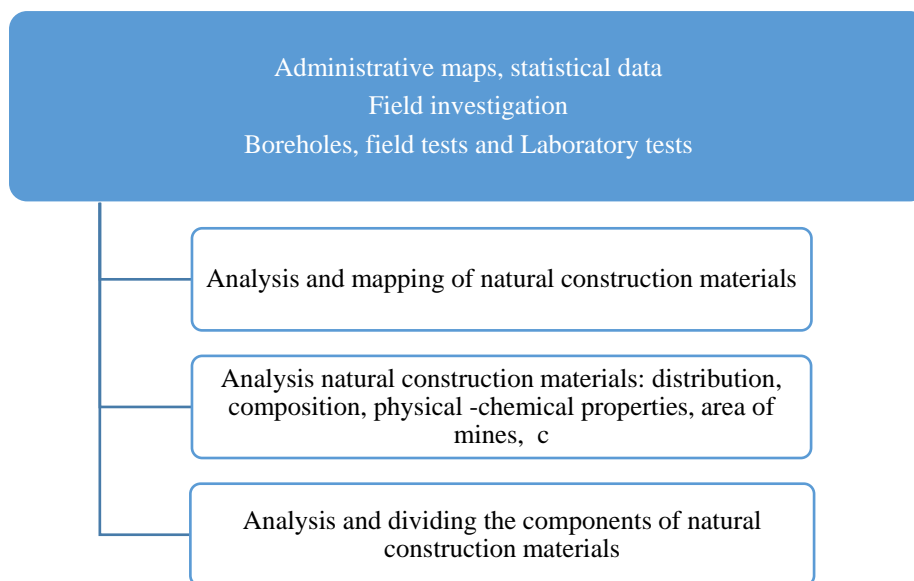 Administrative maps, statistical data
Field investigation
Boreholes, field tests and Laboratory tests
Analysis and mapping of natural construction materials
Analysis natural construction materials: distribution,
composition, physical -chemical properties, area of
mines,  c
Analysis and dividing the components of natural
construction materials